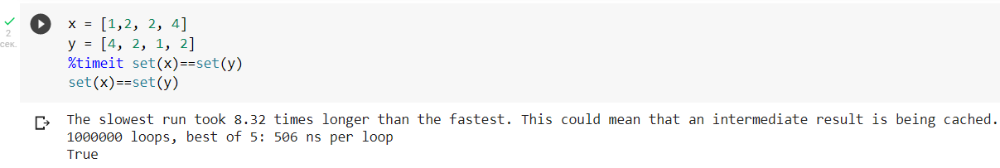 x = [1,2, 2, 4]
2
y = [4, 2, 1, 2]
сек.
%timeit set(x)==set(y)
set(x)==set(y)
The slowest run took 8.32 times longer than the fastest. This could mean that an intermediate result is being cached.
1000000 loops, best of 5: 506 ns per loop
True